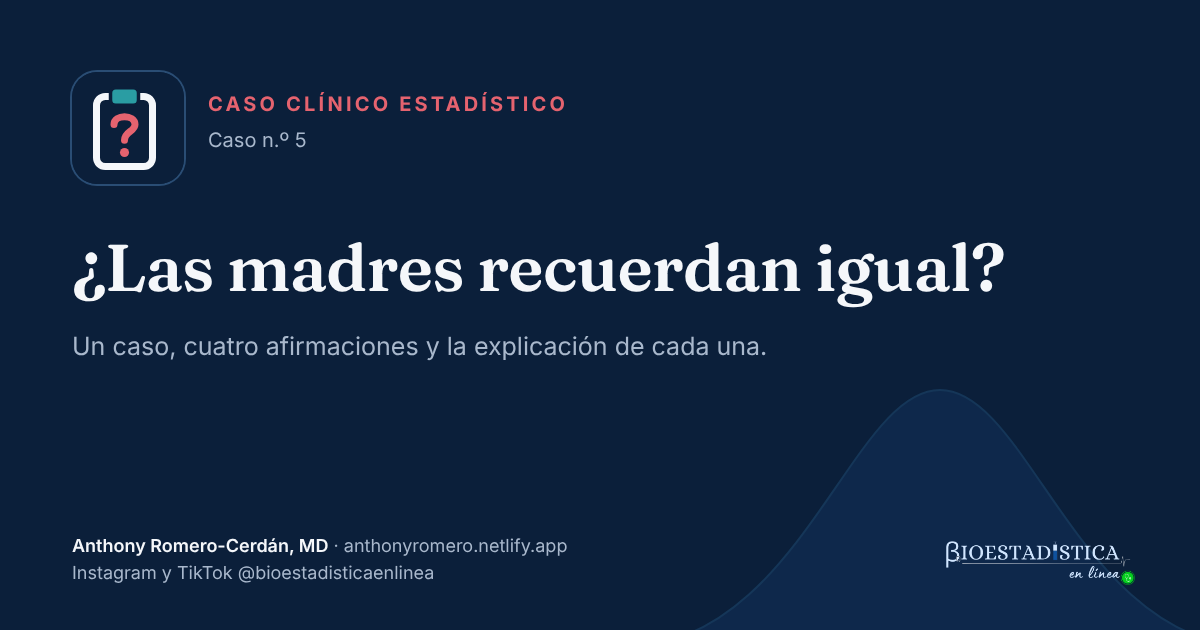 ?
CASO CLÍNICO ESTADÍSTICO
Caso n.º 5
¿Las madres recuerdan igual?
Un caso, cuatro afirmaciones y la explicación de cada una.
Anthony Romero-Cerdán, MD · anthonyromero.netlify.app
Instagram y TikTok @bioestadisticaenlinea
βIOESTADÍSTICA
en línea